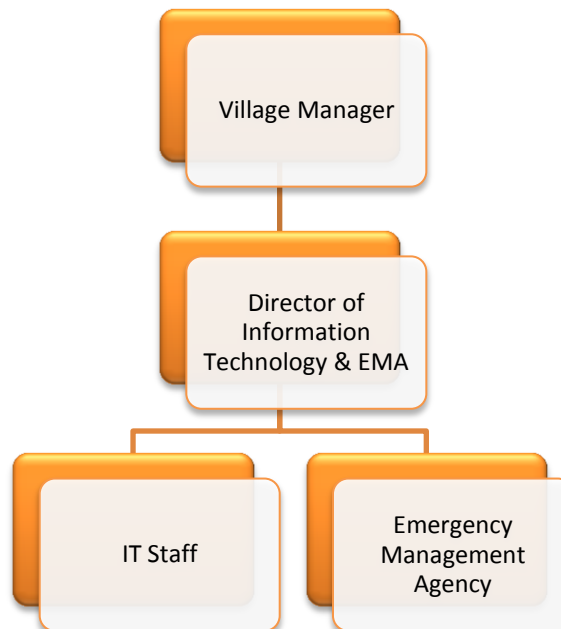 Village Manager
Director of
Information
Technology & EMA
IT Staff
Emergency
Management
Agency